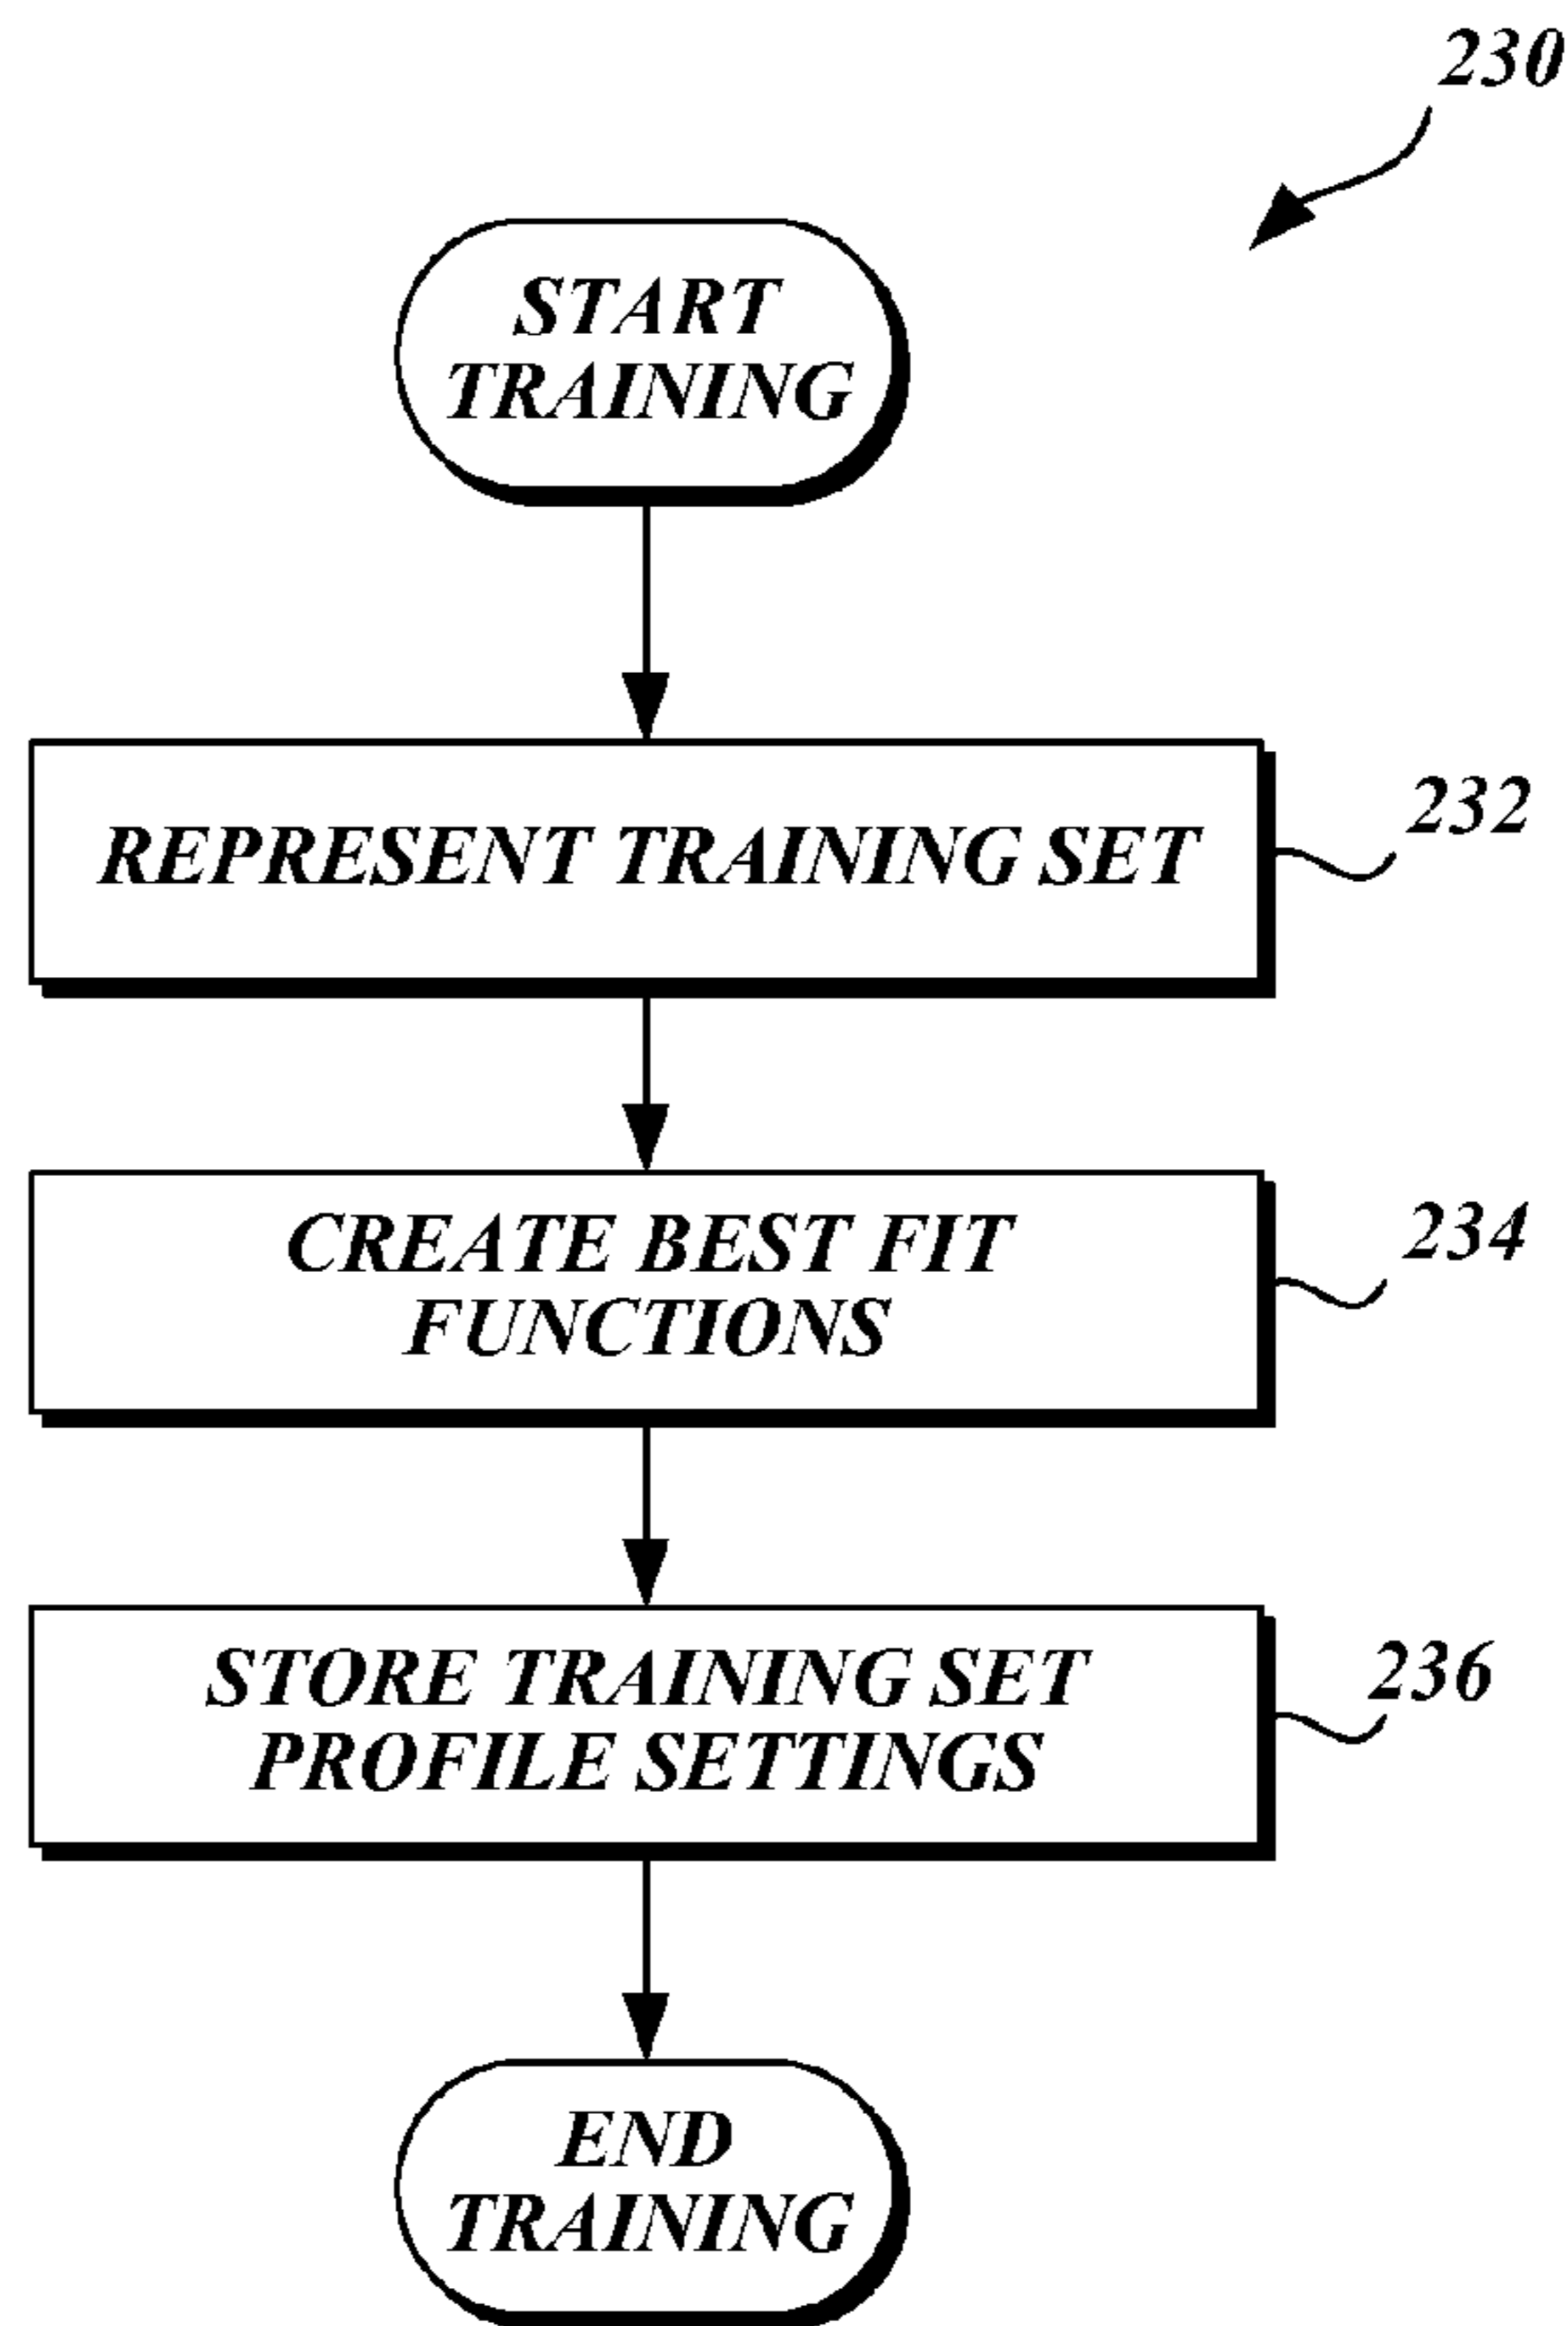 230
START
TRAINING
REPRESENT TRAINING SET
232
CREATE BEST FIT
FUNCTIONS
234
STORE TRAINING SET
PROFILE SETTINGS
236
END
TRAINING